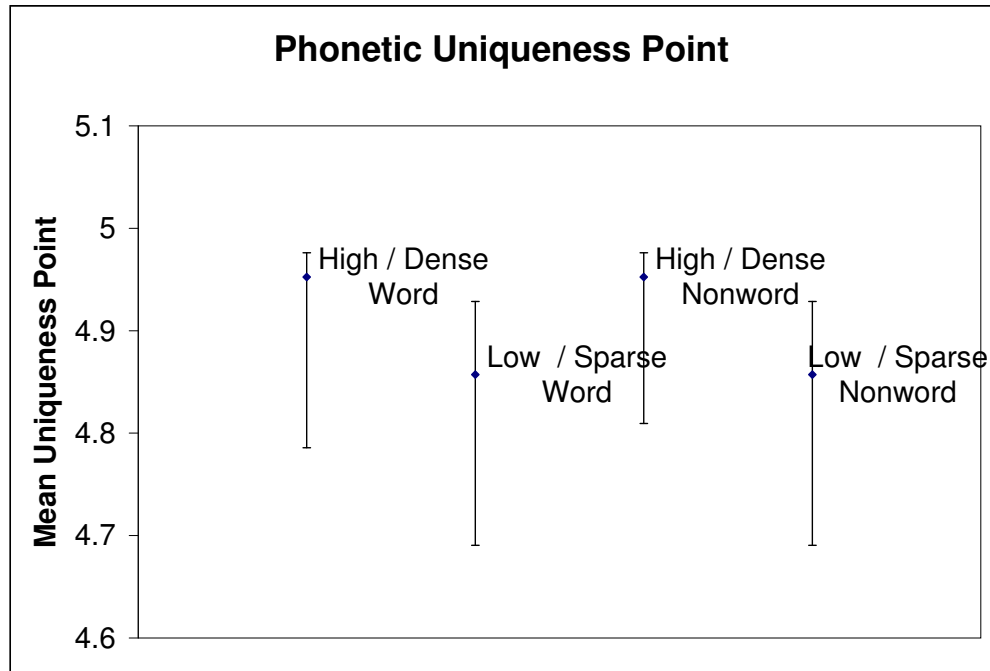 Phonetic Uniqueness Point
5.1
5
4.9
4.8
4.7
4.6
Mean Uniqueness Point
High / Dense
Word
Low / Sparse
Word
High / Dense
Nonword
Low / Sparse
Nonword